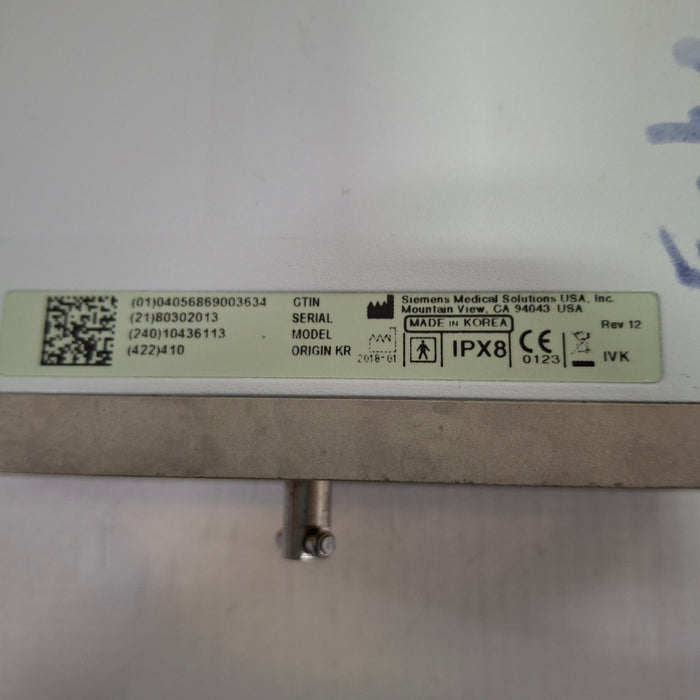 (01)04056869003634 GTIN
(21)80302013 SERIAL
(240)10436113 MODEL
(422)410 ORIGIN KR
2018-01
Siemens Medical Solutions USA, Inc.
Mountain View, CA 94043 USA
MADE IN KOREA
IPX8
CE
0123
Rev 12
IVK